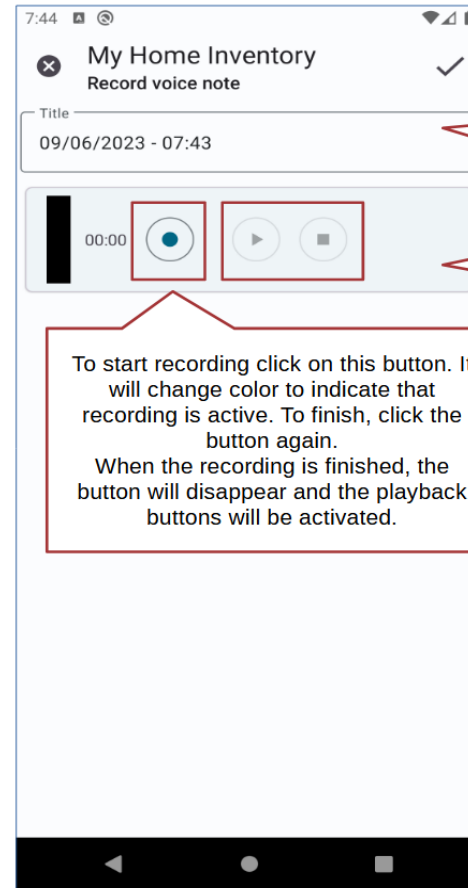 7:44
My Home Inventory
Record voice note
Title
09/06/2023 - 07:43
00:00
To start recording click on this button. It
will change color to indicate that
recording is active. To finish, click the
button again.
When the recording is finished, the
button will disappear and the playback
buttons will be activated.